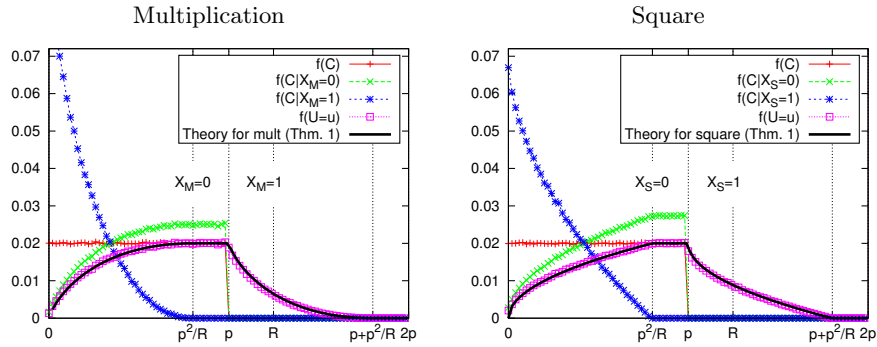 Multiplication
0.07
0.06
0.05
0.04
0.03
0.02
0.01
0
f(C)
f(C|X_M=0)
f(C|X_M=1)
f(U=u)
Theory for mult (Thm. 1)
X_M=0
X_M=1
0
p²/R
p
R
p+p²/R
2p
Square
0.07
0.06
0.05
0.04
0.03
0.02
0.01
0
f(C)
f(C|X_S=0)
f(C|X_S=1)
f(U=u)
Theory for square (Thm. 1)
X_S=0
X_S=1
0
p²/R
p
R
p+p²/R
2p